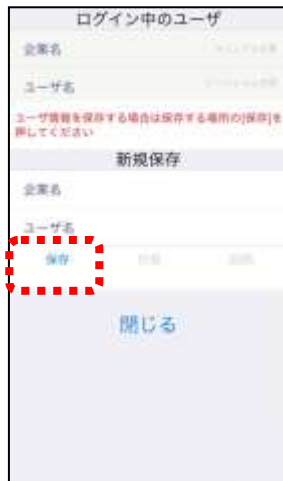 ログイン中のユーザ
企業名
ユーザ名
ユーザ情報を保存する場合は保存する場所の[保存]を
押してください
新規保存
企業名
ユーザ名
保存
閉じる